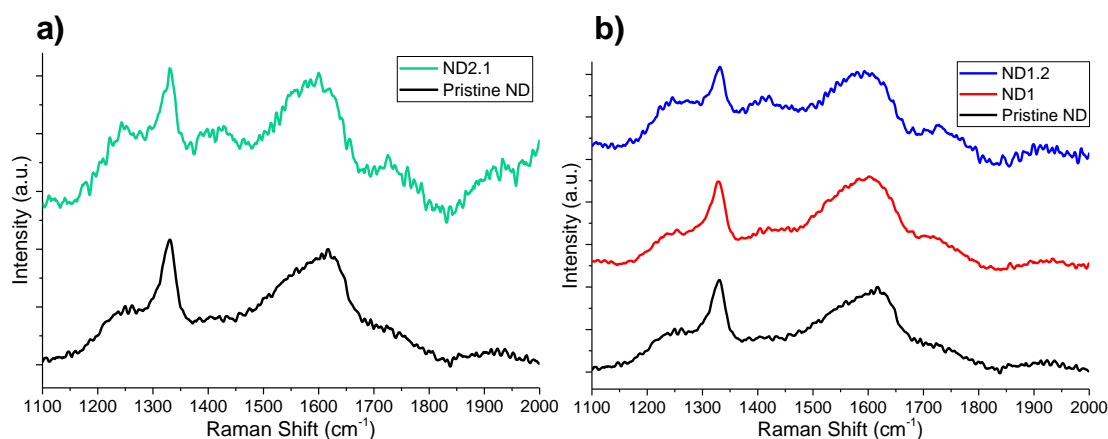 a)
ND2.1
Pristine ND
Intensity (a.u.)
1100 1200 1300 1400 1500 1600 1700 1800 1900 2000
Raman Shift (cm⁻¹)
b)
ND1.2
ND1
Pristine ND
Intensity (a.u.)
1100 1200 1300 1400 1500 1600 1700 1800 1900 2000
Raman Shift (cm⁻¹)